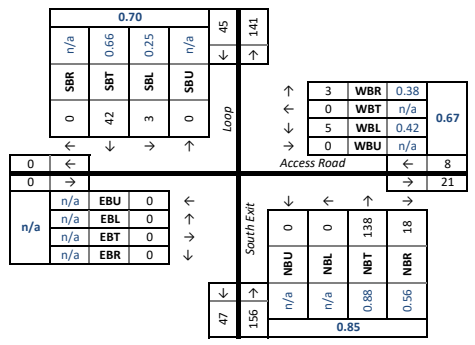 0.70
n/a 0.66 0.25 n/a
SBR SBT SBL SBU
0 42 3 0
← ↓ → ↑
45 141
↓ ↑
Loop
↑ 3 WBR 0.38
← 0 WBT n/a
↓ 5 WBL 0.42
→ 0 WBU n/a
0.67
Access Road
0 ←
0 →
← 8
→ 21
n/a
n/a EBU 0 ←
n/a EBL 0 ↑
n/a EBT 0 →
n/a EBR 0 ↓
South Exit
↓ ← ↑ →
0 0 138 18
NBU NBL NBT NBR
n/a n/a 0.88 0.56
0.85
↓ ↑
47 156